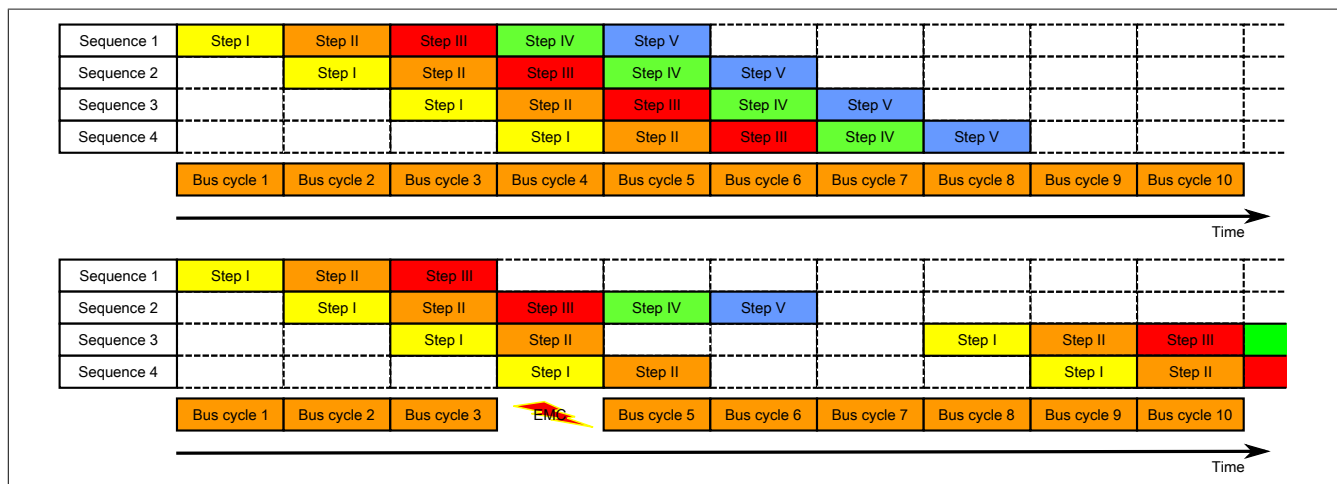 Sequence 1 Step I Step II Step III Step IV Step V
Sequence 2 Step I Step II Step III Step IV Step V
Sequence 3 Step I Step II Step III Step IV Step V
Sequence 4 Step I Step II Step III Step IV Step V
Bus cycle 1 Bus cycle 2 Bus cycle 3 Bus cycle 4 Bus cycle 5 Bus cycle 6 Bus cycle 7 Bus cycle 8 Bus cycle 9 Bus cycle 10
Time
Sequence 1 Step I Step II Step III
Sequence 2 Step I Step II Step III Step IV Step V
Sequence 3 Step I Step II Step I Step II Step III
Sequence 4 Step I Step II Step I Step II
Bus cycle 1 Bus cycle 2 Bus cycle 3 EMC Bus cycle 5 Bus cycle 6 Bus cycle 7 Bus cycle 8 Bus cycle 9 Bus cycle 10
Time